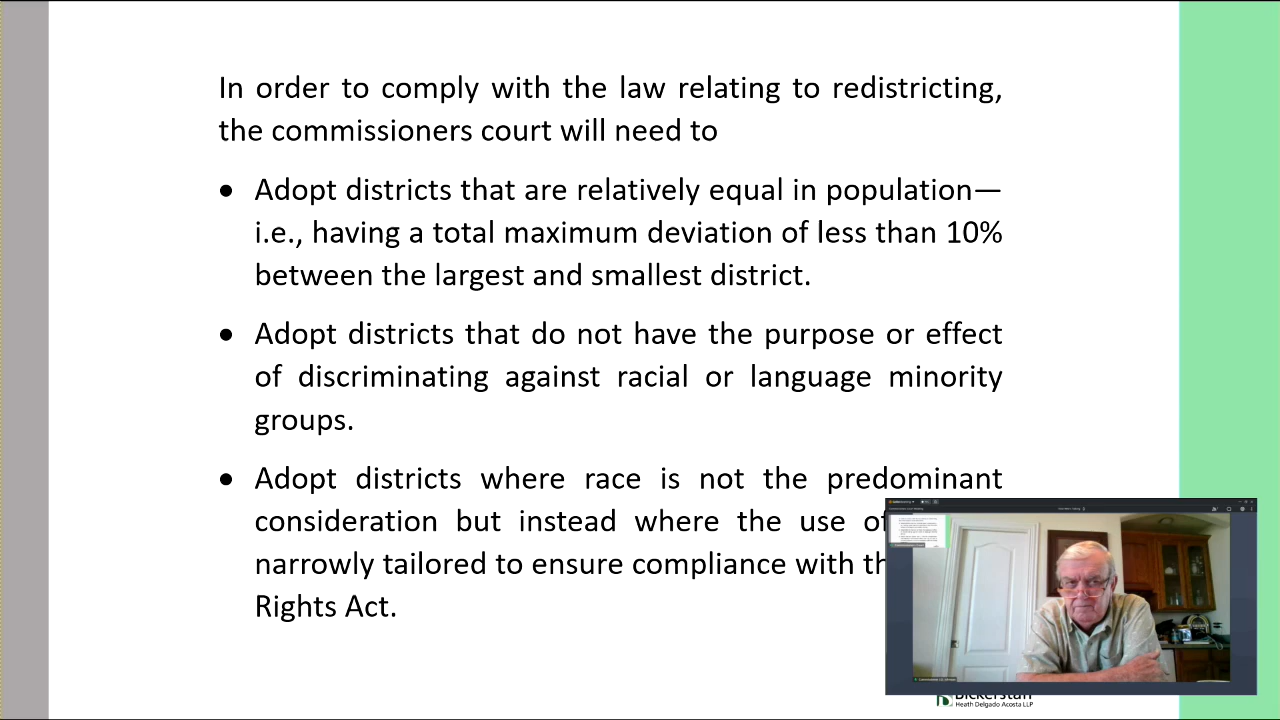 In order to comply with the law relating to redistricting,
the commissioners court will need to
• Adopt districts that are relatively equal in population—
i.e., having a total maximum deviation of less than 10%
between the largest and smallest district.
• Adopt districts that do not have the purpose or effect
of discriminating against racial or language minority
groups.
• Adopt districts where race is not the predominant
consideration but instead where the use of
narrowly tailored to ensure compliance with
Rights Act.
Heath Delgado Acosta LLP